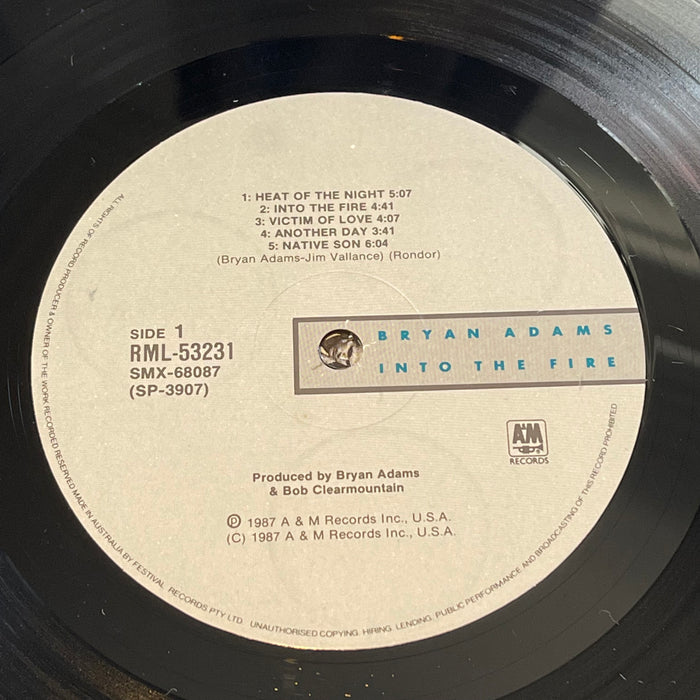 1: HEAT OF THE NIGHT 5:07
2: INTO THE FIRE 4:41
3: VICTIM OF LOVE 4:07
4: ANOTHER DAY 3:41
5: NATIVE SON 6:04
(Bryan Adams-Jim Vallance) (Rondor)
SIDE 1
RML-53231
SMX-68087
(SP-3907)
BRYAN ADAMS
INTO THE FIRE
A&M
RECORDS
Produced by Bryan Adams
& Bob Clearmountain
Ⓟ 1987 A & M Records Inc., U.S.A.
(C) 1987 A & M Records Inc., U.S.A.
ALL RIGHTS OF RECORD PRODUCER & OWNER OF THE WORK RECORDED RESERVED MADE IN AUSTRALIA BY FESTIVAL RECORDS PTY LTD UNAUTHORISED COPYING, HIRING, LENDING, PUBLIC PERFORMANCE AND BROADCASTING OF THIS RECORD PROHIBITED